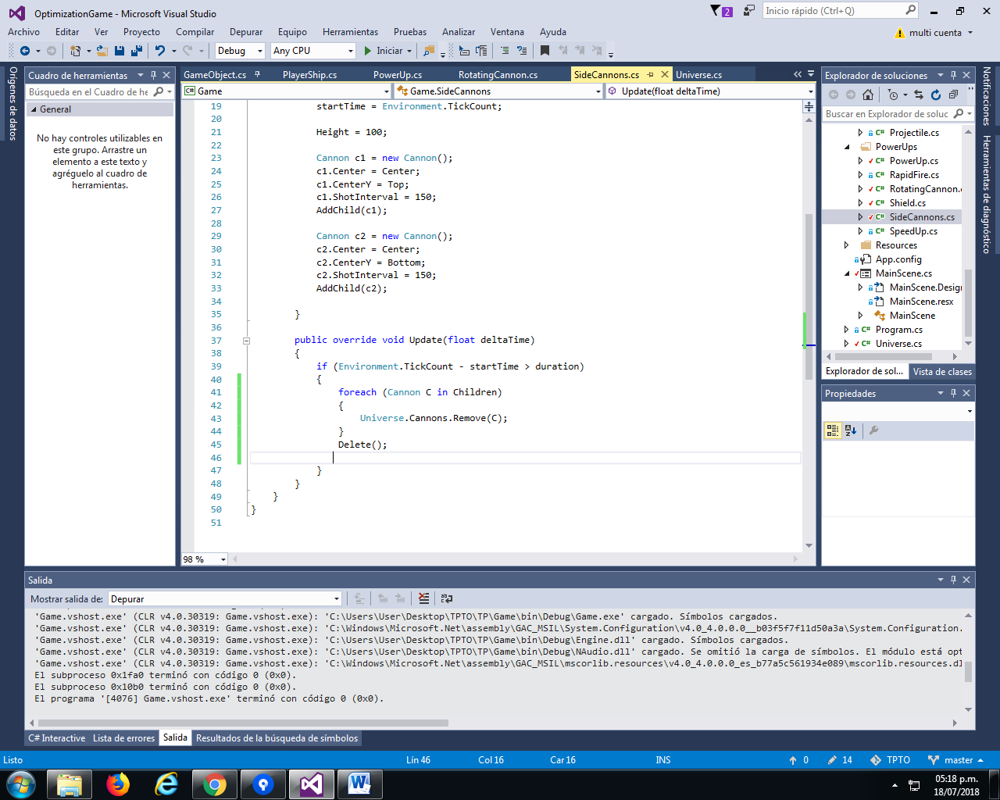 OptimizationGame - Microsoft Visual Studio
2
Inicio rápido (Ctrl+Q)
Archivo Editar Ver Proyecto Compilar Depurar Equipo Herramientas Pruebas Analizar Ventana Ayuda
multi cuenta
Debug Any CPU Iniciar
Orígenes de datos
Cuadro de herramientas
Búsqueda en el Cuadro de he
General
No hay controles utilizables en
este grupo. Arrastre un
elemento a este texto y
agréguelo al cuadro de
herramientas.
GameObject.cs PlayerShip.cs PowerUp.cs RotatingCannon.cs SideCannons.cs Universe.cs
Game Game.SideCannons Update(float deltaTime)
19 startTime = Environment.TickCount;
20
21 Height = 100;
22
23 Cannon c1 = new Cannon();
24 c1.Center = Center;
25 c1.CenterY = Top;
26 c1.ShotInterval = 150;
27 AddChild(c1);
28
29 Cannon c2 = new Cannon();
30 c2.Center = Center;
31 c2.CenterY = Bottom;
32 c2.ShotInterval = 150;
33 AddChild(c2);
34
35 }
36
37 public override void Update(float deltaTime)
38 {
39 if (Environment.TickCount - startTime > duration)
40 {
41 foreach (Cannon C in Children)
42 {
43 Universe.Cannons.Remove(C);
44 }
45 Delete();
46
47 }
48 }
49 }
50 }
51
98 %
Explorador de soluciones
Buscar en Explorador de soluc
Projectile.cs
PowerUps
PowerUp.cs
RapidFire.cs
RotatingCannon.
Shield.cs
SideCannons.cs
SpeedUp.cs
Resources
App.config
MainScene.cs
MainScene.Desig
MainScene.resx
MainScene
Program.cs
Universe.cs
Explorador de sol... Vista de clases
Propiedades
Notificaciones
Herramientas de diagnóstico
Salida
Mostrar salida de: Depurar
'Game.vshost.exe' (CLR v4.0.30319: Game.vshost.exe): 'C:\Users\User\Desktop\TPTO\TP\Game\bin\Debug\Game.exe' cargado. Símbolos cargados.
'Game.vshost.exe' (CLR v4.0.30319: Game.vshost.exe): 'C:\Windows\Microsoft.Net\assembly\GAC_MSIL\System.Configuration\v4.0_4.0.0.0__b03f5f7f11d50a3a\System.Configuration.
'Game.vshost.exe' (CLR v4.0.30319: Game.vshost.exe): 'C:\Users\User\Desktop\TPTO\TP\Game\bin\Debug\Engine.dll' cargado. Símbolos cargados.
'Game.vshost.exe' (CLR v4.0.30319: Game.vshost.exe): 'C:\Users\User\Desktop\TPTO\TP\Game\bin\Debug\NAudio.dll' cargado. Se omitió la carga de símbolos. El módulo está opt
'Game.vshost.exe' (CLR v4.0.30319: Game.vshost.exe): 'C:\Windows\Microsoft.Net\assembly\GAC_MSIL\mscorlib.resources\v4.0_4.0.0.0_es_b77a5c561934e089\mscorlib.resources.dl
El subproceso 0x1fa0 terminó con código 0 (0x0).
El subproceso 0x10b0 terminó con código 0 (0x0).
El programa '[4076] Game.vshost.exe' terminó con código 0 (0x0).
C# Interactive Lista de errores Salida Resultados de la búsqueda de símbolos
Listo Lín 46 Col 16 Car 16 INS 0 14 TPTO master
05:18 p.m.
18/07/2018